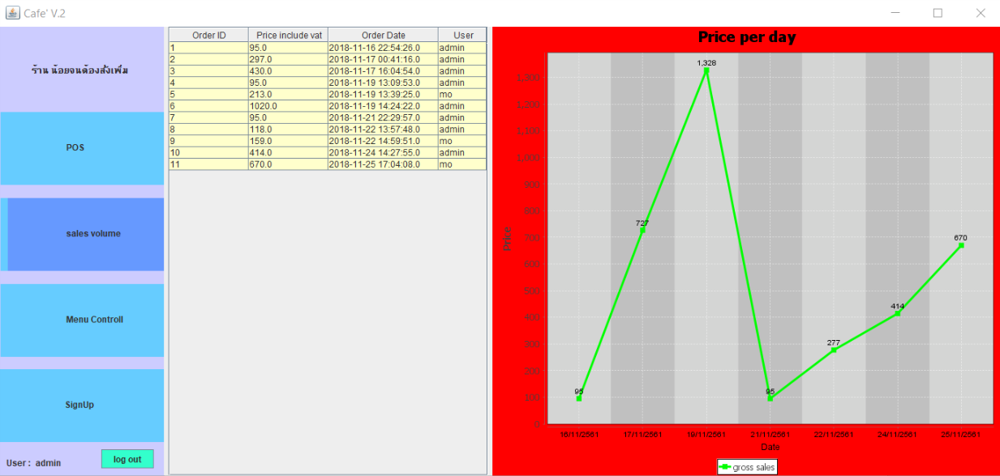 Cafe' V.2
ร้าน น้อยจนต้องสั่งเพิ่ม
POS
sales volume
Menu Controll
SignUp
User : admin
log out
Order ID Price include vat Order Date User
1 95.0 2018-11-16 22:54:26.0 admin
2 297.0 2018-11-17 00:41:16.0 admin
3 430.0 2018-11-17 16:04:54.0 admin
4 95.0 2018-11-19 13:09:53.0 admin
5 213.0 2018-11-19 13:39:25.0 mo
6 1020.0 2018-11-19 14:24:22.0 admin
7 95.0 2018-11-21 22:29:57.0 admin
8 118.0 2018-11-22 13:57:48.0 admin
9 159.0 2018-11-22 14:59:51.0 mo
10 414.0 2018-11-24 14:27:55.0 admin
11 670.0 2018-11-25 17:04:08.0 mo
Price per day
Price
1,300
1,200
1,100
1,000
900
800
700
600
500
400
300
200
100
0
95
727
1,328
95
277
414
670
16/11/2561 17/11/2561 19/11/2561 21/11/2561 22/11/2561 24/11/2561 25/11/2561
Date
gross sales